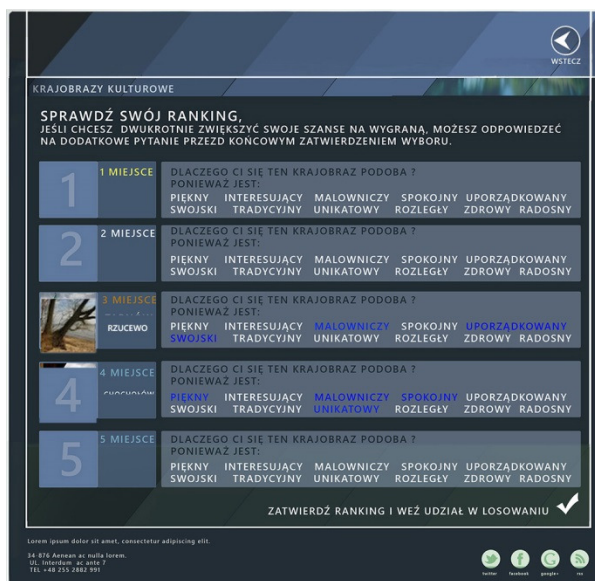 WSTECZ
KRAJOBRAZY KULTUROWE
SPRAWDŹ SWÓJ RANKING,
JEŚLI CHCESZ DWUKROTNIE ZWIĘKSZYĆ SWOJE SZANSE NA WYGRANĄ, MOŻESZ ODPOWIEDZEĆ
NA DODATKOWE PYTANIE PRZEZD KOŃCOWYM ZATWIERDZENIEM WYBORU.
1
1 MIEJSCE
DLACZEGO CI SIĘ TEN KRAJOBRAZ PODOBA ?
PONIEWAŻ JEST:
PIĘKNY INTERESUJĄCY MALOWNICZY SPOKOJNY UPORZĄDKOWANY
SWOJSKI TRADYCYJNY UNIKATOWY ROZLEGŁY ZDROWY RADOSNY
2
2 MIEJSCE
DLACZEGO CI SIĘ TEN KRAJOBRAZ PODOBA ?
PONIEWAŻ JEST:
PIĘKNY INTERESUJĄCY MALOWNICZY SPOKOJNY UPORZĄDKOWANY
SWOJSKI TRADYCYJNY UNIKATOWY ROZLEGŁY ZDROWY RADOSNY
3 MIEJSCE
RZUCEWO
DLACZEGO CI SIĘ TEN KRAJOBRAZ PODOBA ?
PONIEWAŻ JEST:
PIĘKNY INTERESUJĄCY MALOWNICZY SPOKOJNY UPORZĄDKOWANY
SWOJSKI TRADYCYJNY UNIKATOWY ROZLEGŁY ZDROWY RADOSNY
4
4 MIEJSCE
DLACZEGO CI SIĘ TEN KRAJOBRAZ PODOBA ?
PONIEWAŻ JEST:
PIĘKNY INTERESUJĄCY MALOWNICZY SPOKOJNY UPORZĄDKOWANY
SWOJSKI TRADYCYJNY UNIKATOWY ROZLEGŁY ZDROWY RADOSNY
5
5 MIEJSCE
DLACZEGO CI SIĘ TEN KRAJOBRAZ PODOBA ?
PONIEWAŻ JEST:
PIĘKNY INTERESUJĄCY MALOWNICZY SPOKOJNY UPORZĄDKOWANY
SWOJSKI TRADYCYJNY UNIKATOWY ROZLEGŁY ZDROWY RADOSNY
ZATWIERDŹ RANKING I WEŹ UDZIAŁ W LOSOWANIU
Lorem ipsum dolor sit amet, consectetur adipiscing elit.
34-876 Aenean ac nulla lorem.
UL. Interdum ac ante 7
TEL +48 255 2882 991
twitter facebook google+ rss